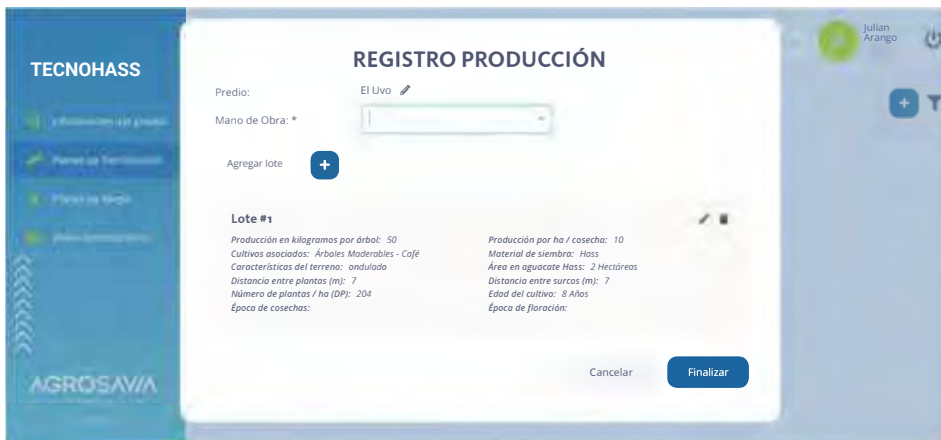 TECNOHASS
Julian
Arango
REGISTRO PRODUCCIÓN
Predio:
El Uvo
Mano de Obra: *
Agregar lote
Lote #1
Producción en kilogramos por árbol: 50
Producción por ha / cosecha: 10
Cultivos asociados: Árboles Maderables - Café
Material de siembra: Hass
Características del terreno: ondulado
Área en aguacate Hass: 2 Hectáreas
Distancia entre plantas (m): 7
Distancia entre surcos (m): 7
Número de plantas / ha (DP): 204
Edad del cultivo: 8 Años
Época de cosechas:
Época de floración:
Cancelar
Finalizar
AGROSAVIA